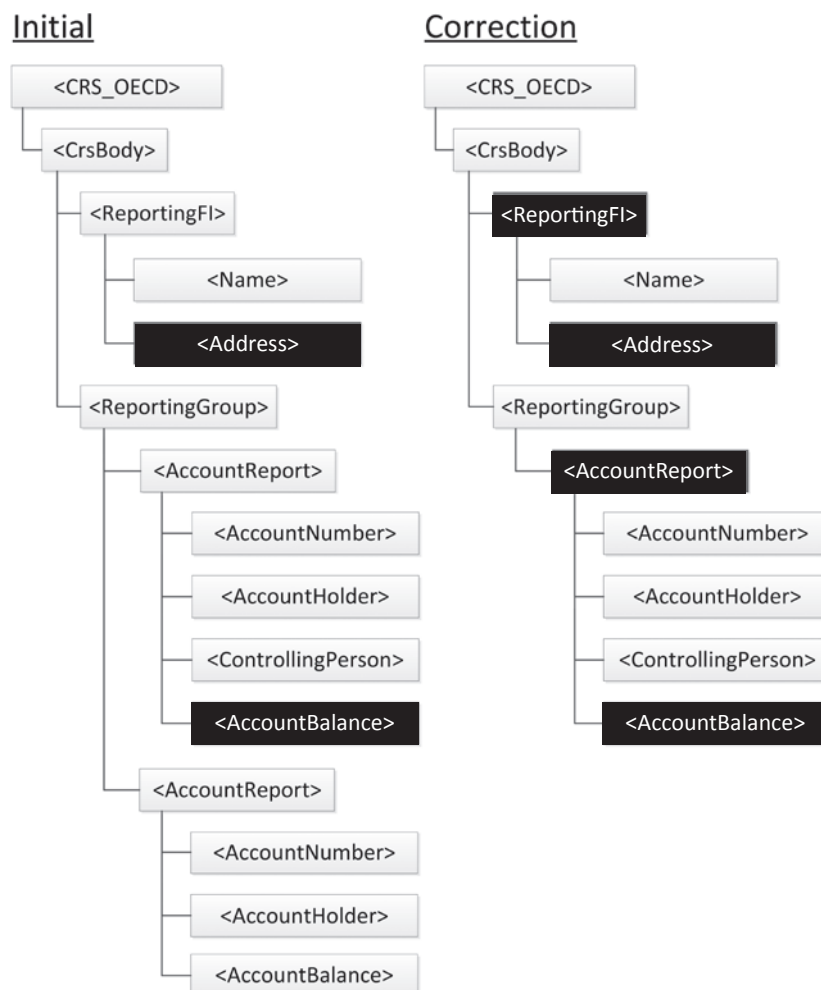 Initial
<CRS_OECD>
<CrsBody>
<ReportingFI>
<Name>
<Address>
<ReportingGroup>
<AccountReport>
<AccountNumber>
<AccountHolder>
<ControllingPerson>
<AccountBalance>
<AccountReport>
<AccountNumber>
<AccountHolder>
<AccountBalance>
Correction
<CRS_OECD>
<CrsBody>
<ReportingFI>
<Name>
<Address>
<ReportingGroup>
<AccountReport>
<AccountNumber>
<AccountHolder>
<ControllingPerson>
<AccountBalance>